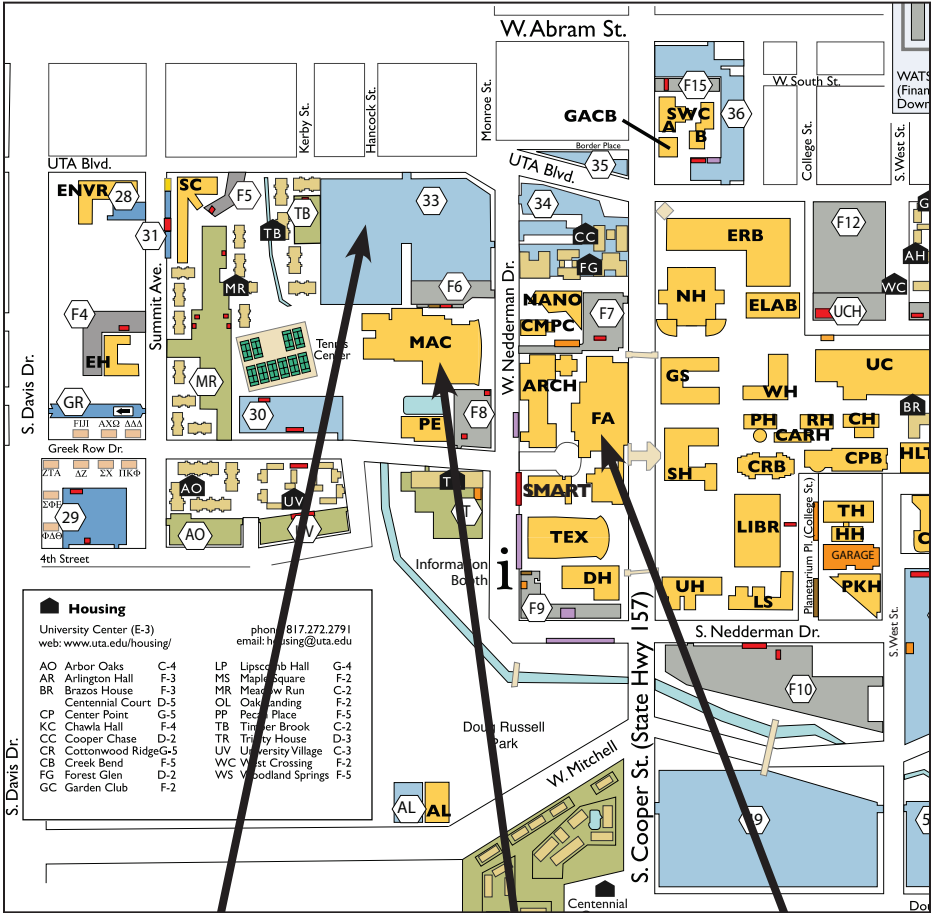 W. Abram St.
F15
W. South St.
WATS
(Finan
Down
GACB
SWC
A
B
36
Kerby St.
Hancock St.
Monroe St.
College St.
S. West St.
Border Place
35
UTA Blvd.
UTA Blvd.
ENVR
28
SC
F5
TB
33
34
F12
G
31
TB
CC
ERB
AH
MR
FG
WC
Summit Ave.
F6
W. Nedderman Dr.
NANO
F7
NH
ELAB
UCH
F4
CMPC
MAC
Tennis
Center
EH
S. Davis Dr.
MR
ARCH
GS
WH
UC
GR
30
PE
F8
FA
PH
RH
CH
BR
FIJI
ΑΧΩ
ΔΔΔ
CARH
Greek Row Dr.
ΖΤΑ
ΔΖ
ΣΧ
ΠΚΦ
SH
CRB
CPB
HLT
ΣΦΕ
AO
UV
T
SMART
29
T
ΦΔΘ
AO
UV
TEX
LIBR
TH
HH
GARAGE
C
4th Street
Information
Booth
i
DH
UH
LS
PKH
Planetarium Pl. (College St.)
F9
Housing
University Center (E-3)
phone: 817.272.2791
web: www.uta.edu/housing/
email: housing@uta.edu
S. Nedderman Dr.
S. West St.
AO Arbor Oaks C-4
AR Arlington Hall F-3
BR Brazos House F-3
Centennial Court D-5
CP Center Point G-5
KC Chawla Hall F-4
CC Cooper Chase D-2
CR Cottonwood RidgeG-5
CB Creek Bend F-5
FG Forest Glen D-2
GC Garden Club F-2
LP Lipscomb Hall G-4
MS Maple Square F-2
MR Meadow Run C-2
OL Oak Landing F-2
PP Pecan Place F-5
TB Timber Brook C-2
TR Trinity House D-3
UV University Village C-3
WC West Crossing F-2
WS Woodland Springs F-5
F10
Doug Russell
Park
S. Davis Dr.
W. Mitchell
S. Cooper St. (State Hwy 157)
AL
AL
49
5
Centennial
Dou